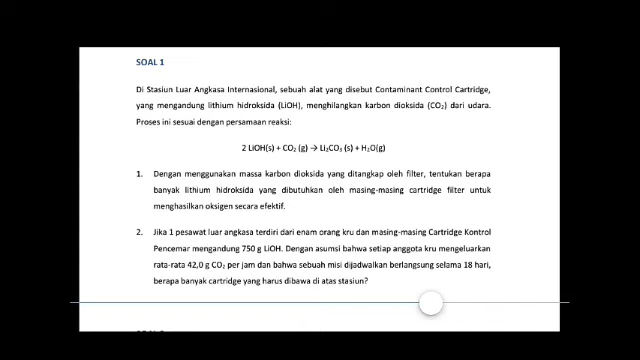 SOAL 1
Di Stasiun Luar Angkasa Internasional, sebuah alat yang disebut Contaminant Control Cartridge,
yang mengandung lithium hidroksida (LiOH), menghilangkan karbon dioksida (CO₂) dari udara.
Proses ini sesuai dengan persamaan reaksi:
2 LiOH(s) + CO₂ (g) → Li₂CO₃ (s) + H₂O(g)
1. Dengan menggunakan massa karbon dioksida yang ditangkap oleh filter, tentukan berapa
banyak lithium hidroksida yang dibutuhkan oleh masing-masing cartridge filter untuk
menghasilkan oksigen secara efektif.
2. Jika 1 pesawat luar angkasa terdiri dari enam orang kru dan masing-masing Cartridge Kontrol
Pencemar mengandung 750 g LiOH. Dengan asumsi bahwa setiap anggota kru mengeluarkan
rata-rata 42,0 g CO₂ per jam dan bahwa sebuah misi dijadwalkan berlangsung selama 18 hari,
berapa banyak cartridge yang harus dibawa di atas stasiun?